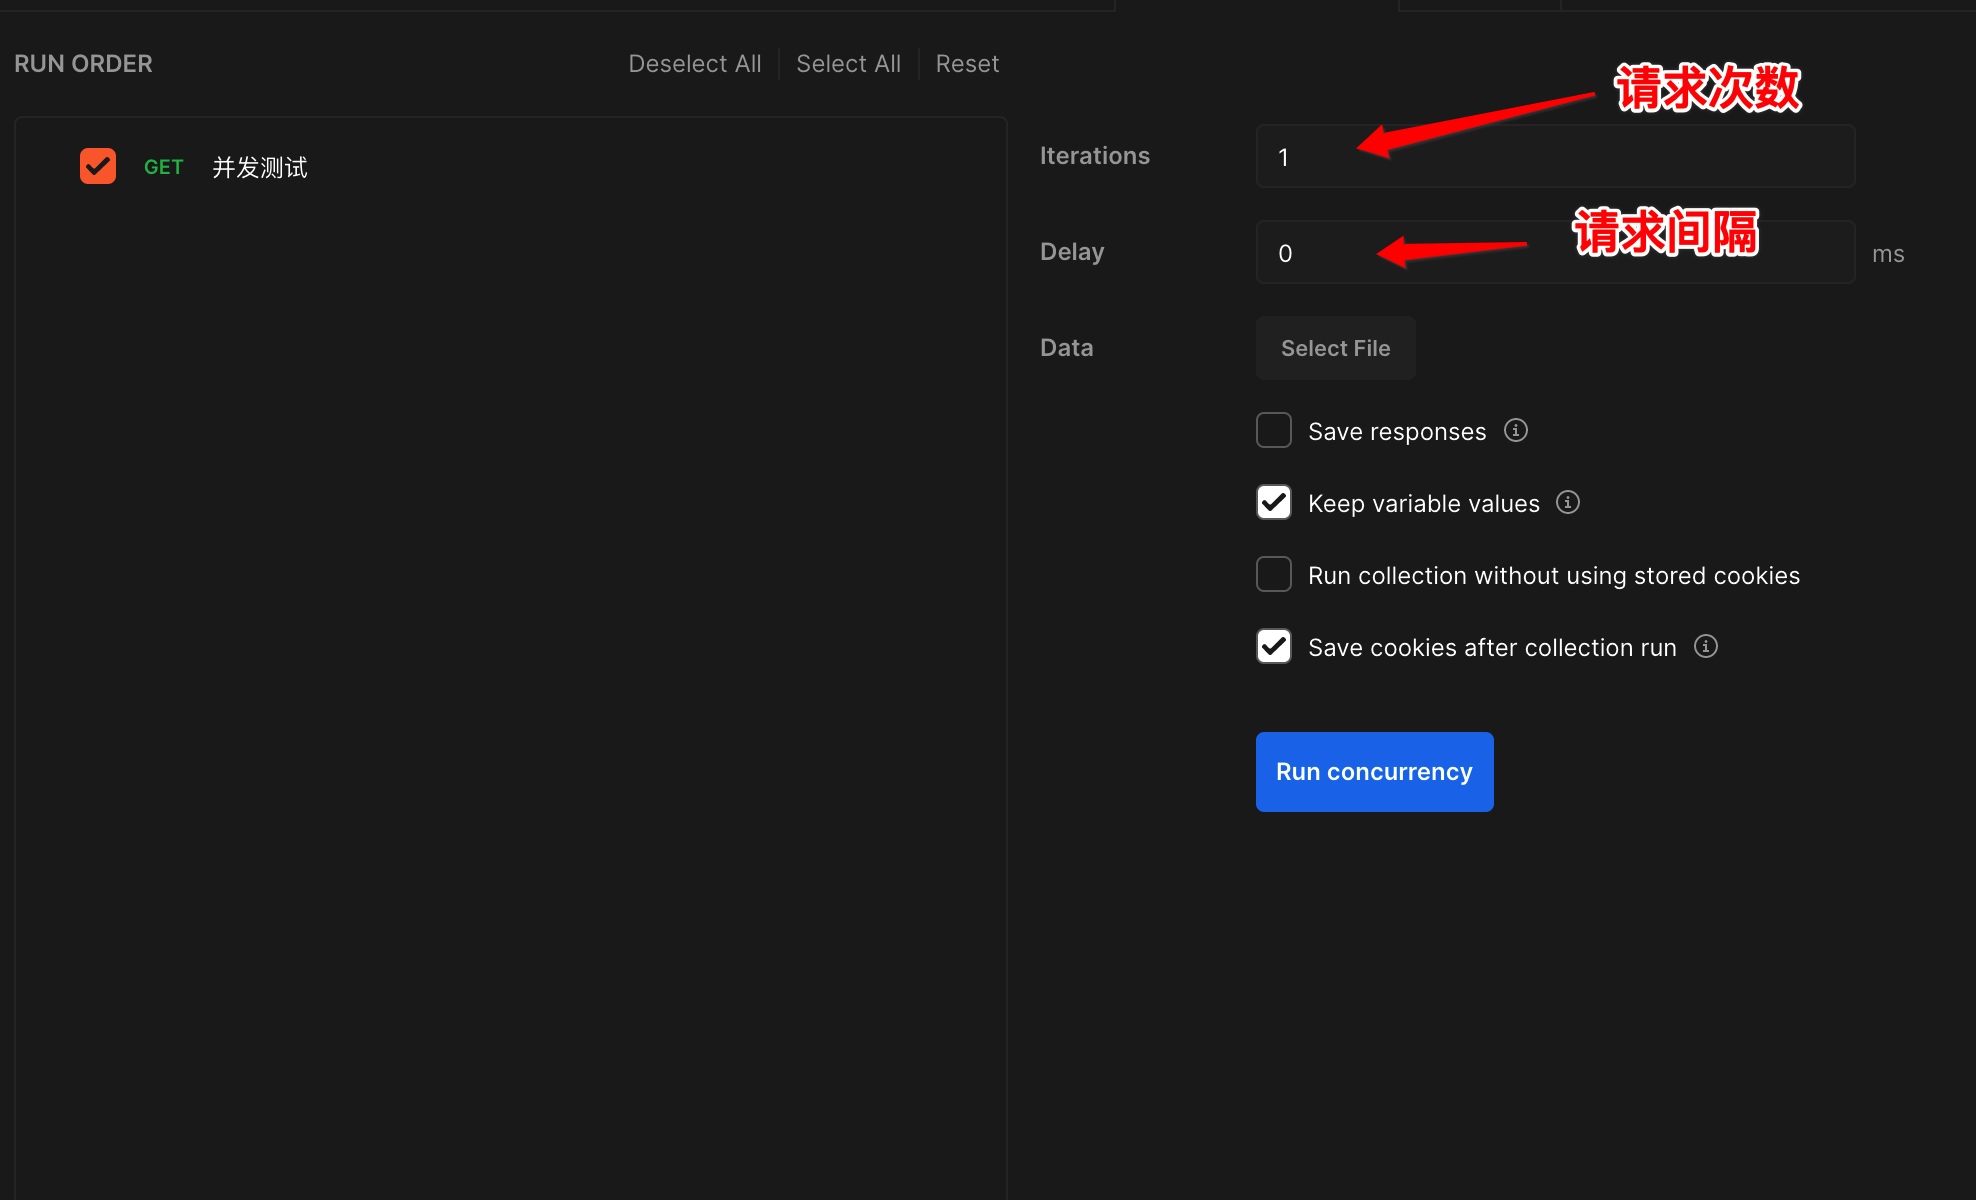 RUN ORDER
Deselect All
Select All
Reset
GET 并发测试
请求次数
Iterations
1
请求间隔
Delay
0
ms
Data
Select File
Save responses
Keep variable values
Run collection without using stored cookies
Save cookies after collection run
Run concurrency